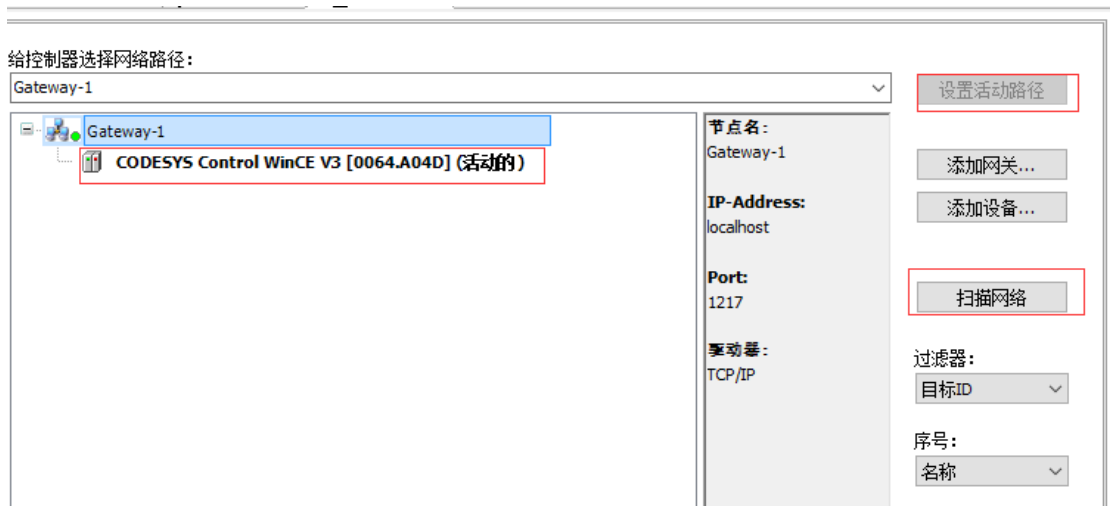 给控制器选择网络路径：
Gateway-1
设置活动路径
Gateway-1
CODESYS Control WinCE V3 [0064.A04D] (活动的)
节点名：
Gateway-1
IP-Address:
localhost
Port:
1217
驱动器：
TCP/IP
添加网关...
添加设备...
扫描网络
过滤器：
目标ID
序号：
名称